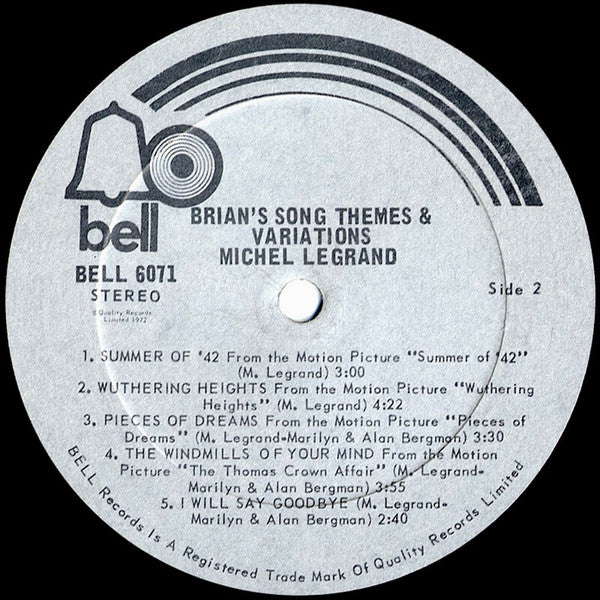 bell
BRIAN'S SONG THEMES &
VARIATIONS
MICHEL LEGRAND
BELL 6071
STEREO
Quality Records
Limited 1972
Side 2
1. SUMMER OF '42 From the Motion Picture "Summer of '42"
(M. Legrand) 3:00
2. WUTHERING HEIGHTS From the Motion Picture "Wuthering
Heights" (M. Legrand) 4:22
3. PIECES OF DREAMS From the Motion Picture "Pieces of
Dreams" (M. Legrand-Marilyn & Alan Bergman) 3:30
4. THE WINDMILLS OF YOUR MIND From the Motion
Picture "The Thomas Crown Affair" (M. Legrand-
Marilyn & Alan Bergman) 3:55
5. I WILL SAY GOODBYE (M. Legrand-
Marilyn & Alan Bergman) 2:40
BELL Records Is A Registered Trade Mark Of Quality Records Limited